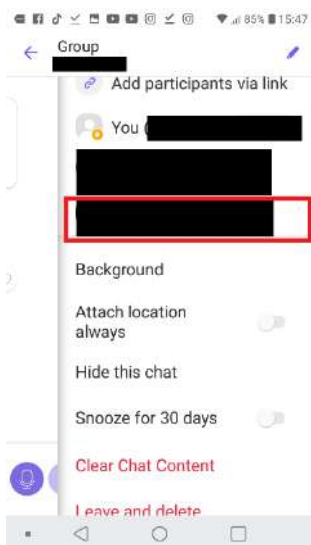 85% 15:47
Group
Add participants via link
You (
Background
Attach location
always
Hide this chat
Snooze for 30 days
Clear Chat Content
Leave and delete